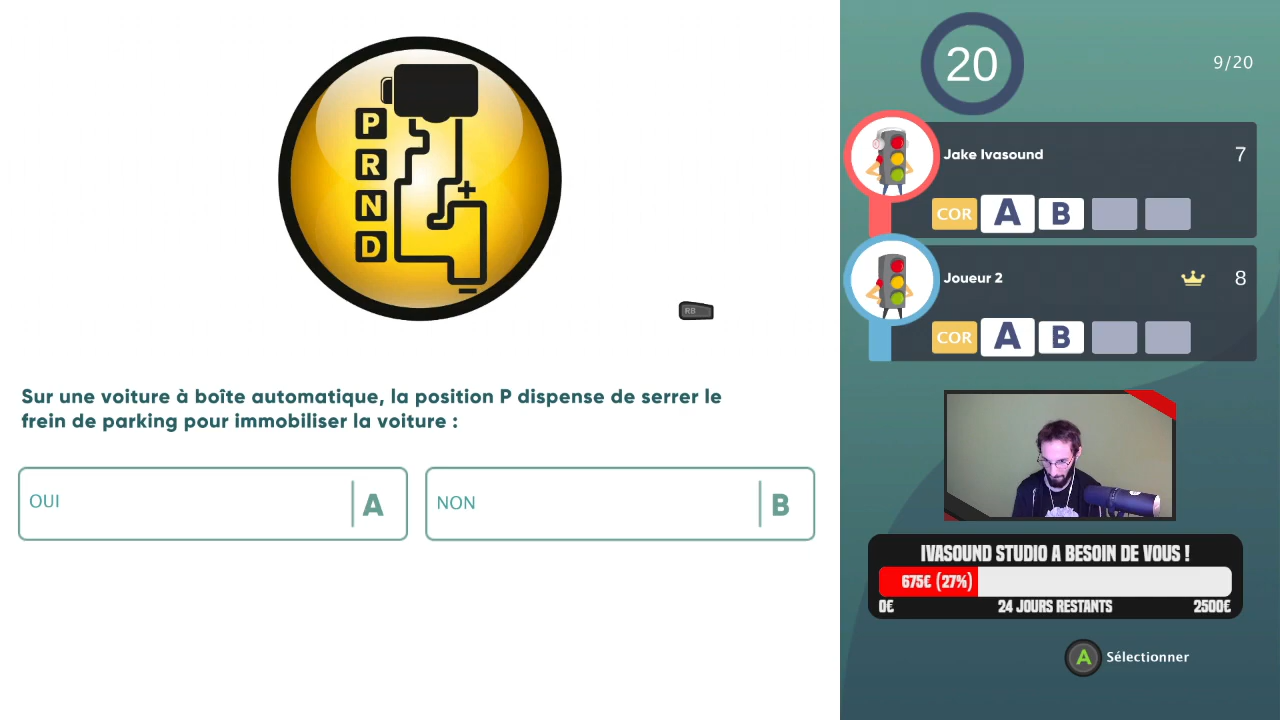 P
R
N
D
+
−
RB
Sur une voiture à boîte automatique, la position P dispense de serrer le
frein de parking pour immobiliser la voiture :
OUI
A
NON
B
20
9/20
Jake Ivasound
7
COR
A
B
Joueur 2
8
COR
A
B
IVASOUND STUDIO A BESOIN DE VOUS !
675€ (27%)
0€
24 JOURS RESTANTS
2500€
A
Sélectionner